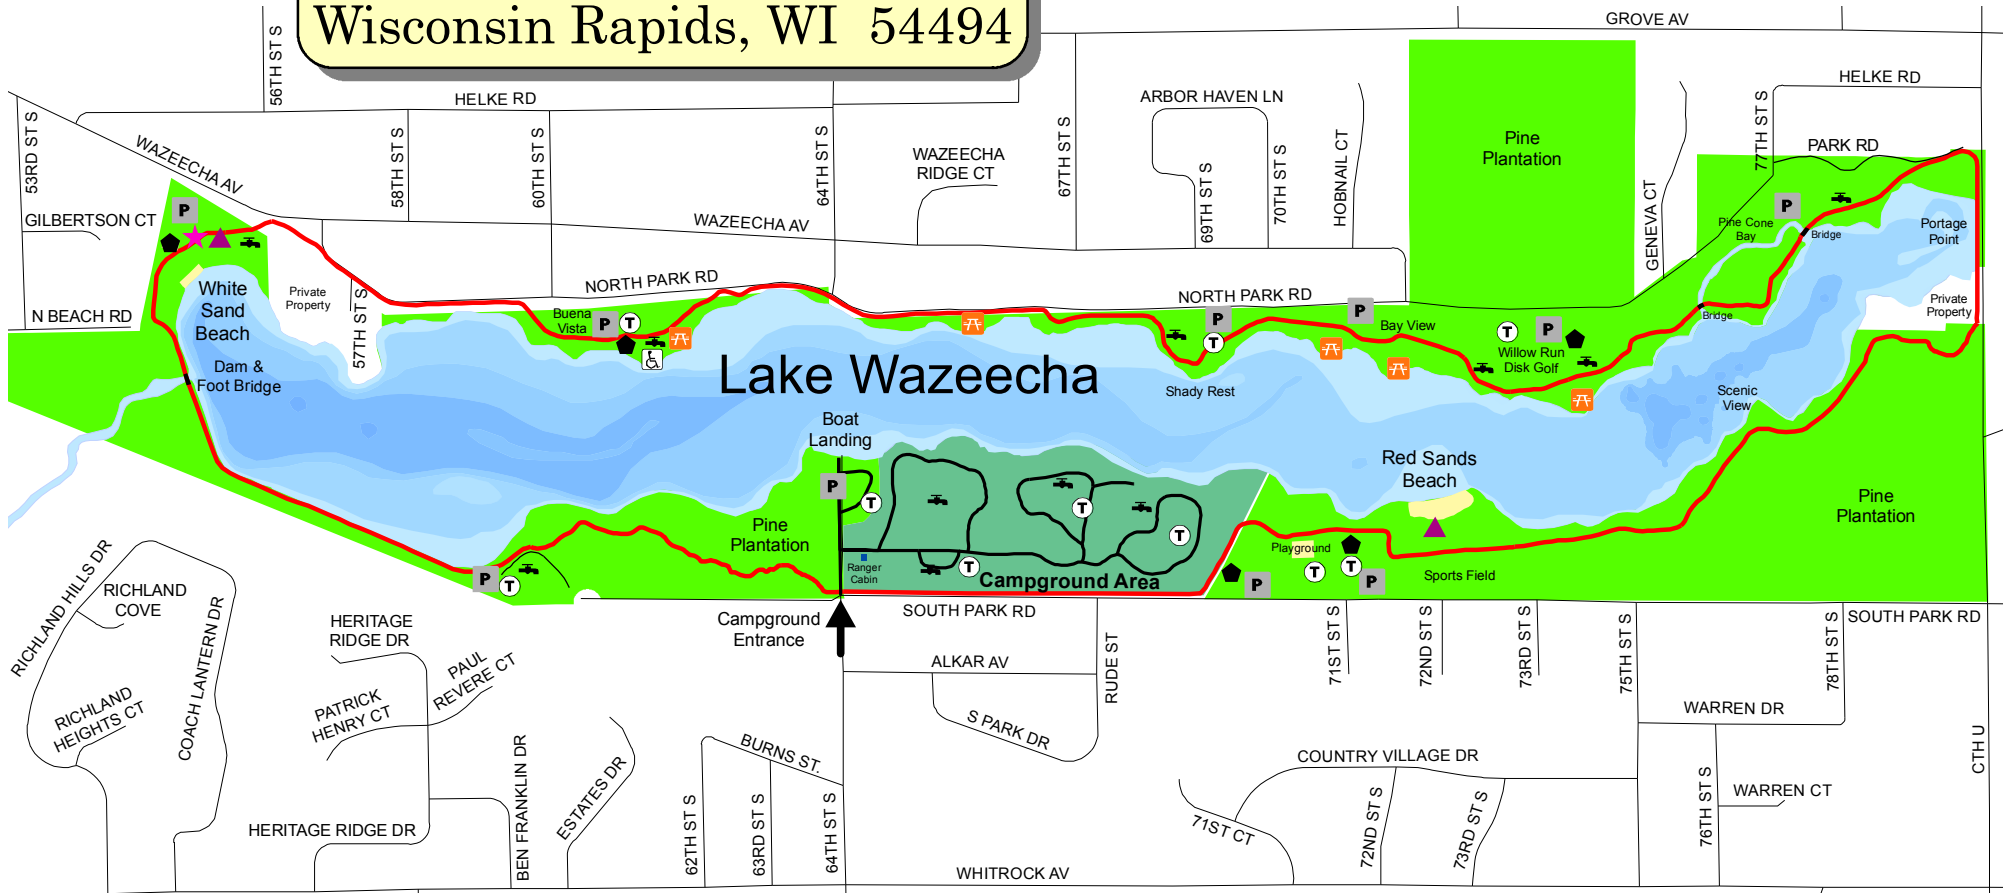 Wisconsin Rapids, WI  54494
GROVE AV
56TH ST S
HELKE RD
HELKE RD
ARBOR HAVEN LN
53RD ST S
WAZEECHA AV
58TH ST S
60TH ST S
64TH ST S
WAZEECHA
RIDGE CT
67TH ST S
69TH ST S
70TH ST S
HOBNAIL CT
Pine
Plantation
GENEVA CT
77TH ST S
PARK RD
GILBERTSON CT
P
WAZEECHA AV
P
Pine Cone
Bay
Bridge
Portage
Point
White
Sand
Beach
Private
Property
57TH ST S
NORTH PARK RD
NORTH PARK RD
Private
Property
N BEACH RD
Buena
Vista
P
T
P
T
P
Bay View
T
P
Bridge
Willow Run
Disk Golf
Dam &
Foot Bridge
Lake Wazeecha
Shady Rest
Scenic
View
Boat
Landing
Red Sands
Beach
P
T
T
T
Pine
Plantation
Pine
Plantation
Playground
Ranger
Cabin
T
Campground Area
P
T
P
T
T
P
Sports Field
SOUTH PARK RD
SOUTH PARK RD
Campground
Entrance
RICHLAND HILLS DR
RICHLAND
COVE
COACH LANTERN DR
HERITAGE
RIDGE DR
PAUL
REVERE CT
ALKAR AV
RUDE ST
71ST ST S
72ND ST S
73RD ST S
75TH ST S
78TH ST S
RICHLAND
HEIGHTS CT
PATRICK
HENRY CT
S PARK DR
WARREN DR
BEN FRANKLIN DR
ESTATES DR
BURNS ST.
COUNTRY VILLAGE DR
CTH U
62TH ST S
63RD ST S
64TH ST S
71ST CT
72ND ST S
73RD ST S
76TH ST S
WARREN CT
HERITAGE RIDGE DR
WHITROCK AV